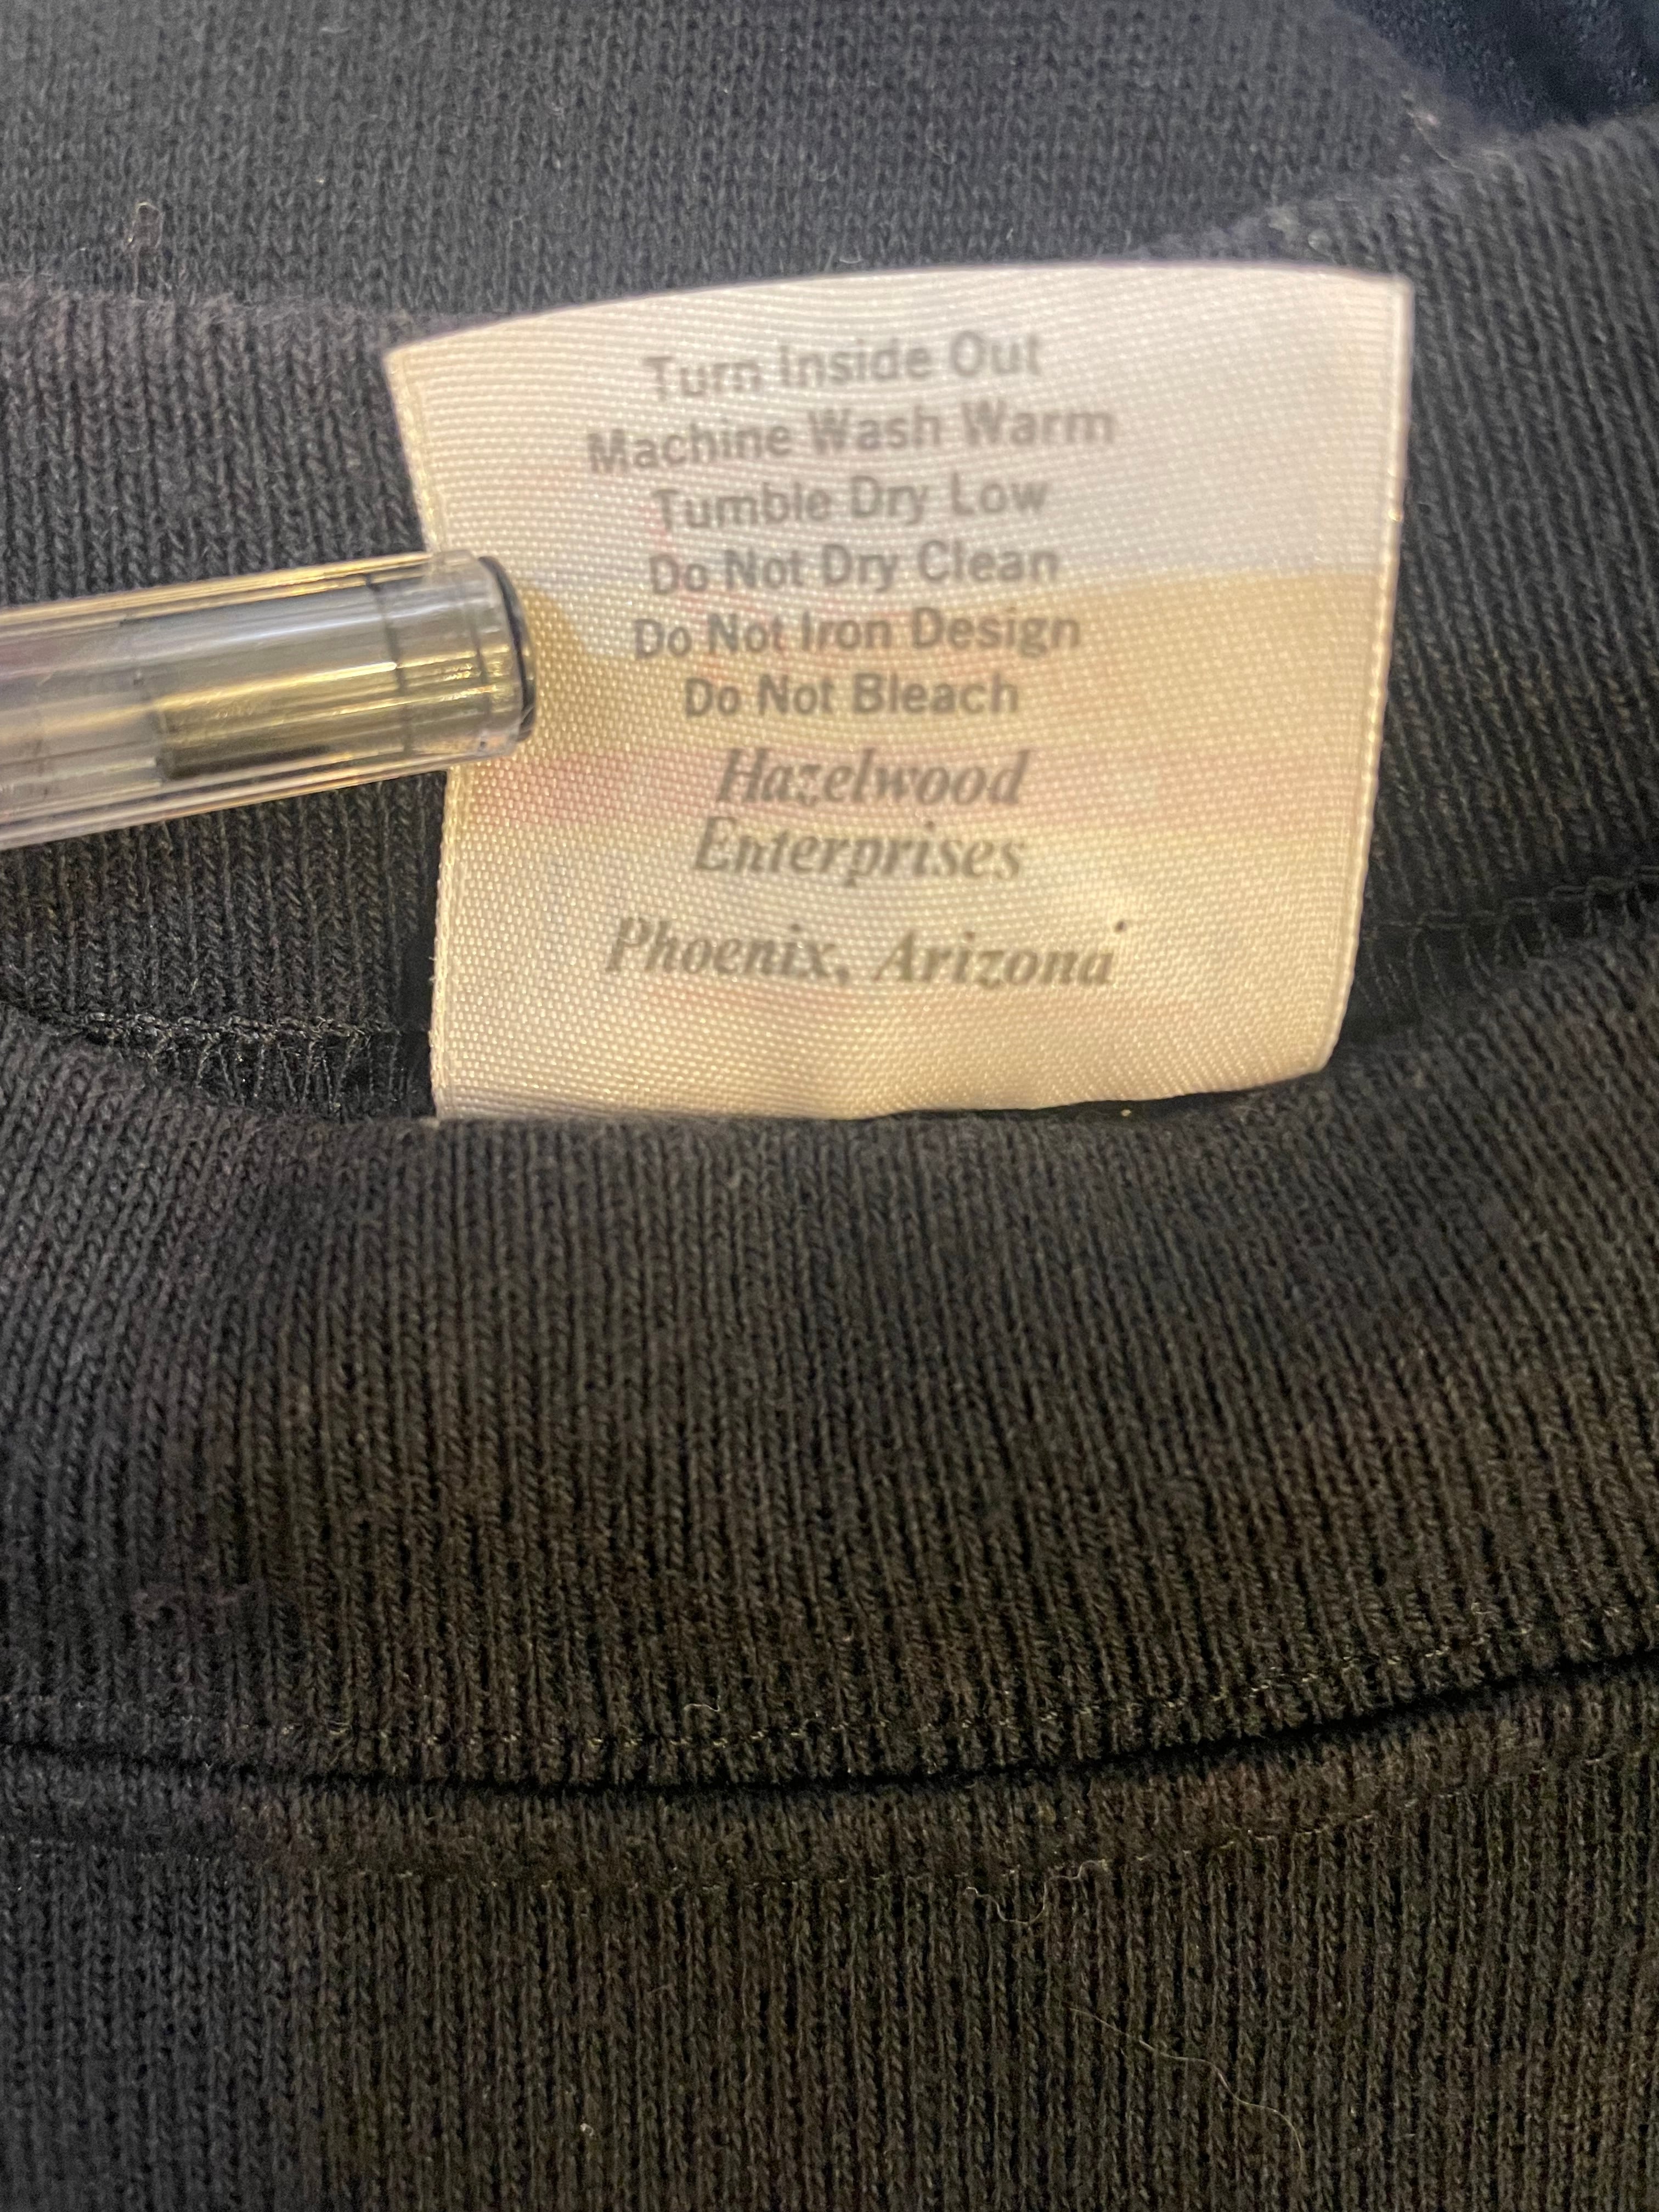 Turn Inside Out
Machine Wash Warm
Tumble Dry Low
Do Not Dry Clean
Do Not Iron Design
Do Not Bleach
Hazelwood
Enterprises
Phoenix, Arizona